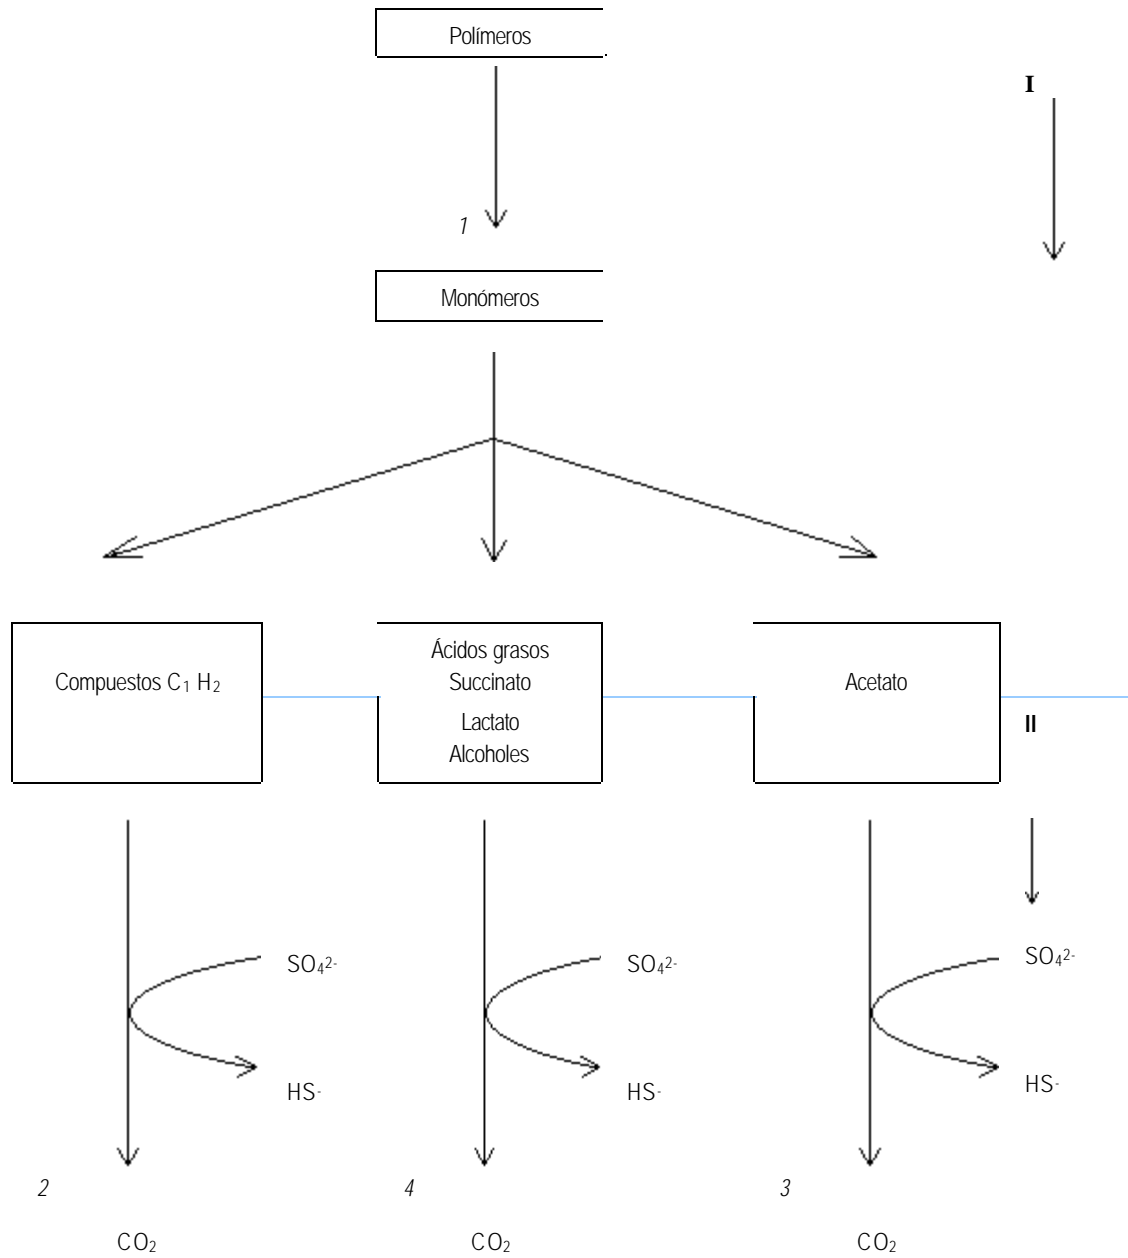 Polímeros
I
1
Monómeros
Ácidos grasos
Compuestos C₁ H₂
Succinato
Acetato
Lactato
II
Alcoholes
SO₄²⁻
SO₄²⁻
SO₄²⁻
HS⁻
HS⁻
HS⁻
2
4
3
CO₂
CO₂
CO₂